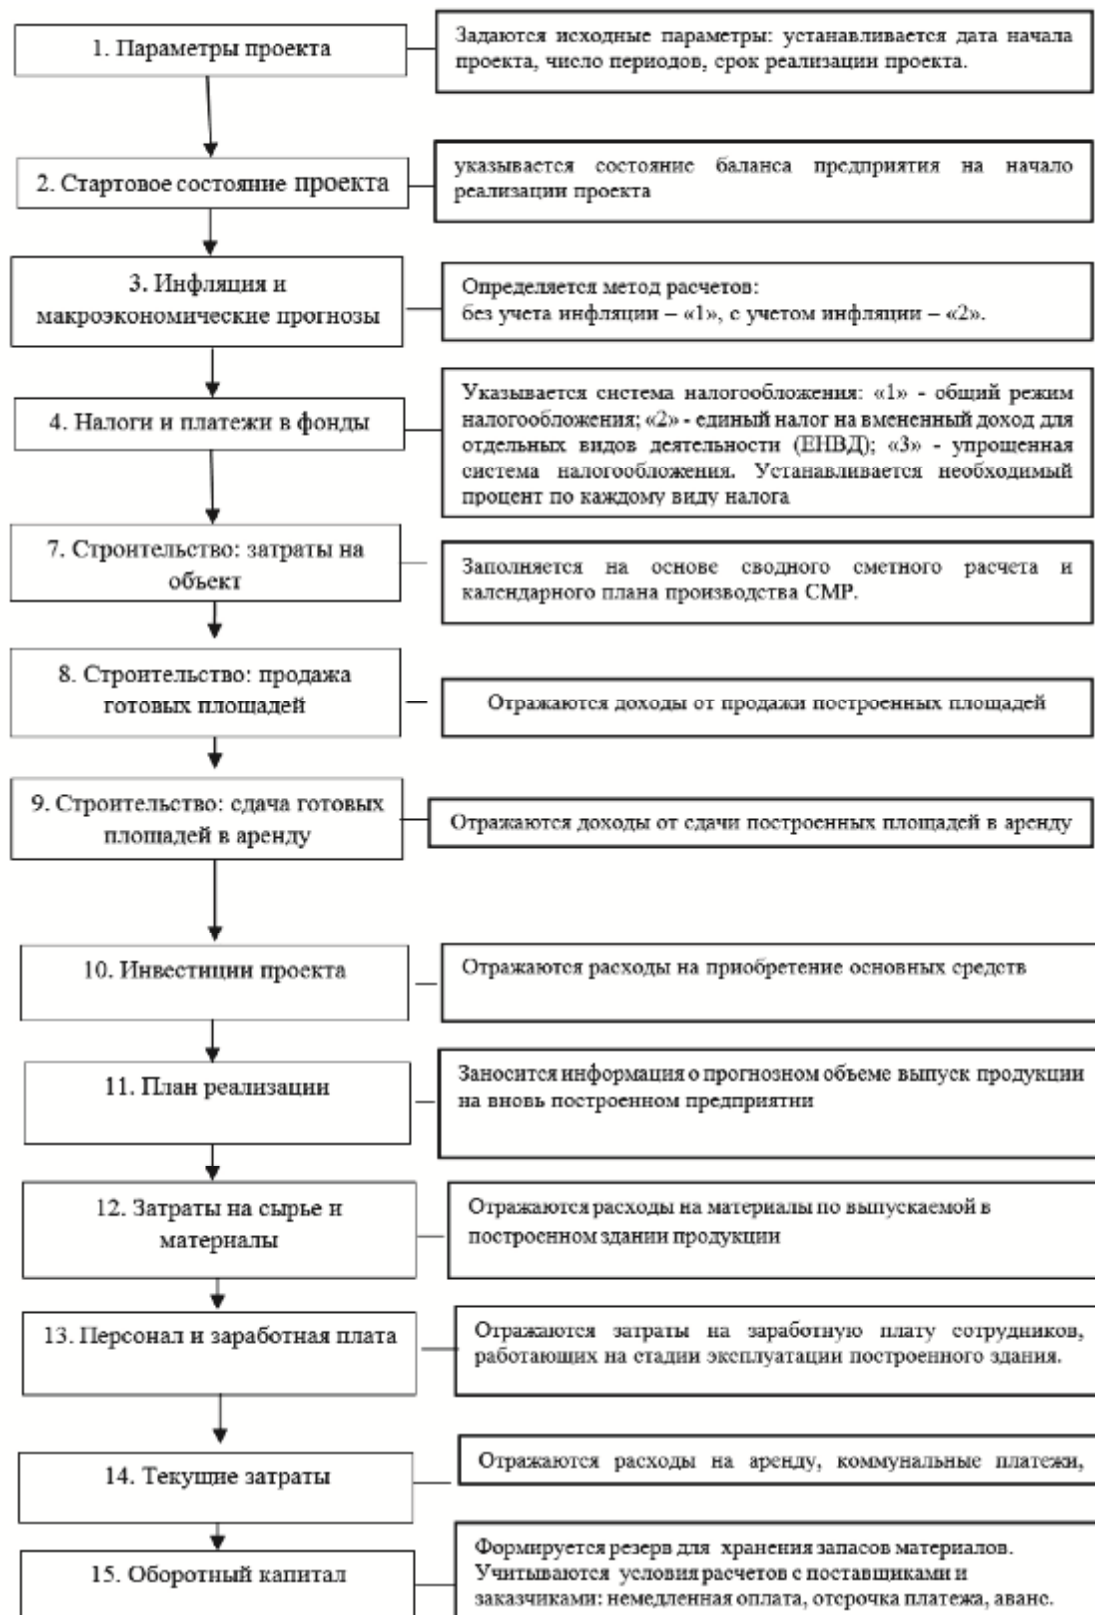 1. Параметры проекта
Задаются исходные параметры: устанавливается дата начала
проекта, число периодов, срок реализации проекта.
2. Стартовое состояние проекта
указывается состояние баланса предприятия на начало
реализации проекта
3. Инфляция и
макроэкономические прогнозы
Определяется метод расчетов:
без учета инфляции – «1», с учетом инфляции – «2».
4. Налоги и платежи в фонды
Указывается система налогообложения: «1» - общий режим
налогообложения; «2» - единый налог на вмененный доход для
отдельных видов деятельности (ЕНВД); «3» - упрощенная
система налогообложения. Устанавливается необходимый
процент по каждому виду налога
7. Строительство: затраты на
объект
Заполняется на основе сводного сметного расчета и
календарного плана производства СМР.
8. Строительство: продажа
готовых площадей
Отражаются доходы от продажи построенных площадей
9. Строительство: сдача готовых
площадей в аренду
Отражаются доходы от сдачи построенных площадей в аренду
10. Инвестиции проекта
Отражаются расходы на приобретение основных средств
11. План реализации
Заносится информация о прогнозном объеме выпуск продукции
на вновь построенном предприятии
12. Затраты на сырье и
материалы
Отражаются расходы на материалы по выпускаемой в
построенном здании продукции
13. Персонал и заработная плата
Отражаются затраты на заработную плату сотрудников,
работающих на стадии эксплуатации построенного здания.
14. Текущие затраты
Отражаются расходы на аренду, коммунальные платежи,
15. Оборотный капитал
Формируется резерв для хранения запасов материалов.
Учитываются условия расчетов с поставщиками и
заказчиками: немедленная оплата, отсрочка платежа, аванс.